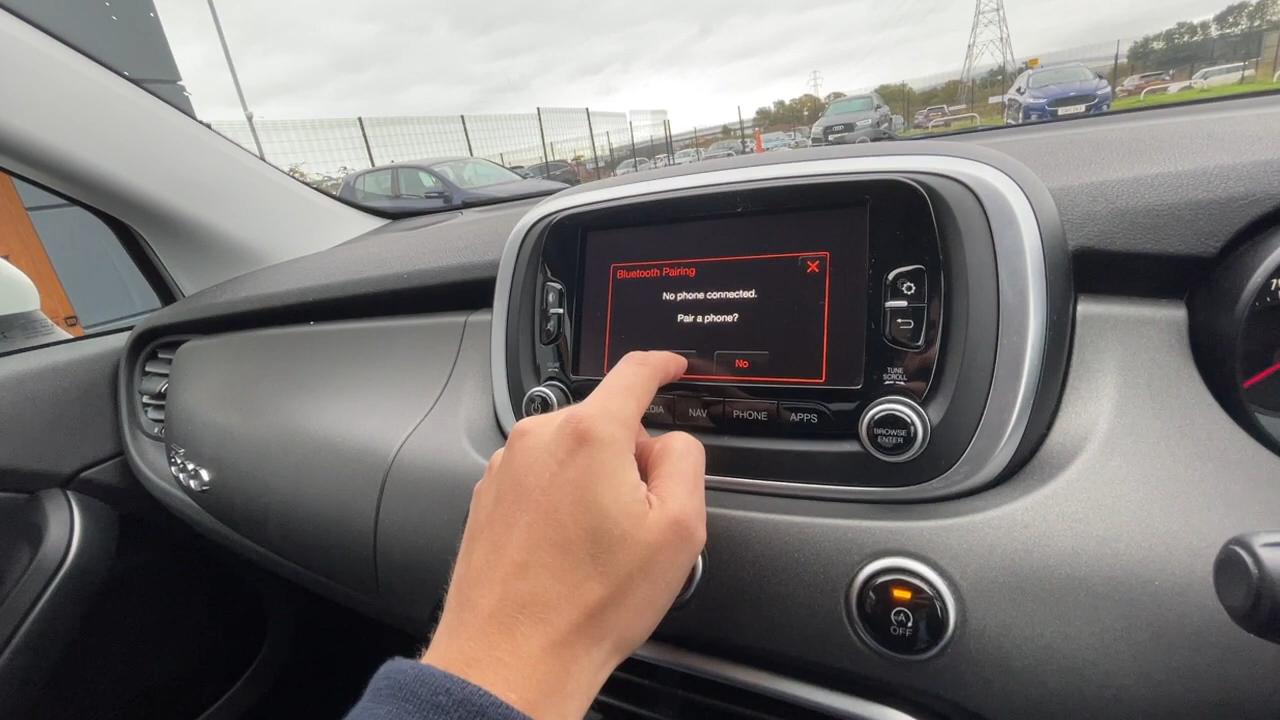 Bluetooth Pairing
No phone connected.
Pair a phone?
No
NAV
PHONE
APPS
TUNE
SCROLL
BROWSE
ENTER
A
OFF